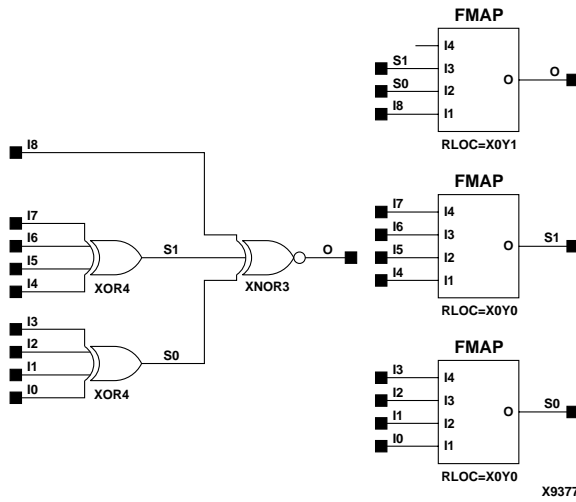 I8
I7
I6
I5
I4
XOR4
S1
I3
I2
I1
I0
XOR4
S0
XNOR3
O
FMAP
I4
S1 I3
S0 I2
I8 I1
O O
RLOC=X0Y1
FMAP
I7 I4
I6 I3
I5 I2
I4 I1
O S1
RLOC=X0Y0
FMAP
I3 I4
I2 I3
I1 I2
I0 I1
O S0
RLOC=X0Y0
X9377